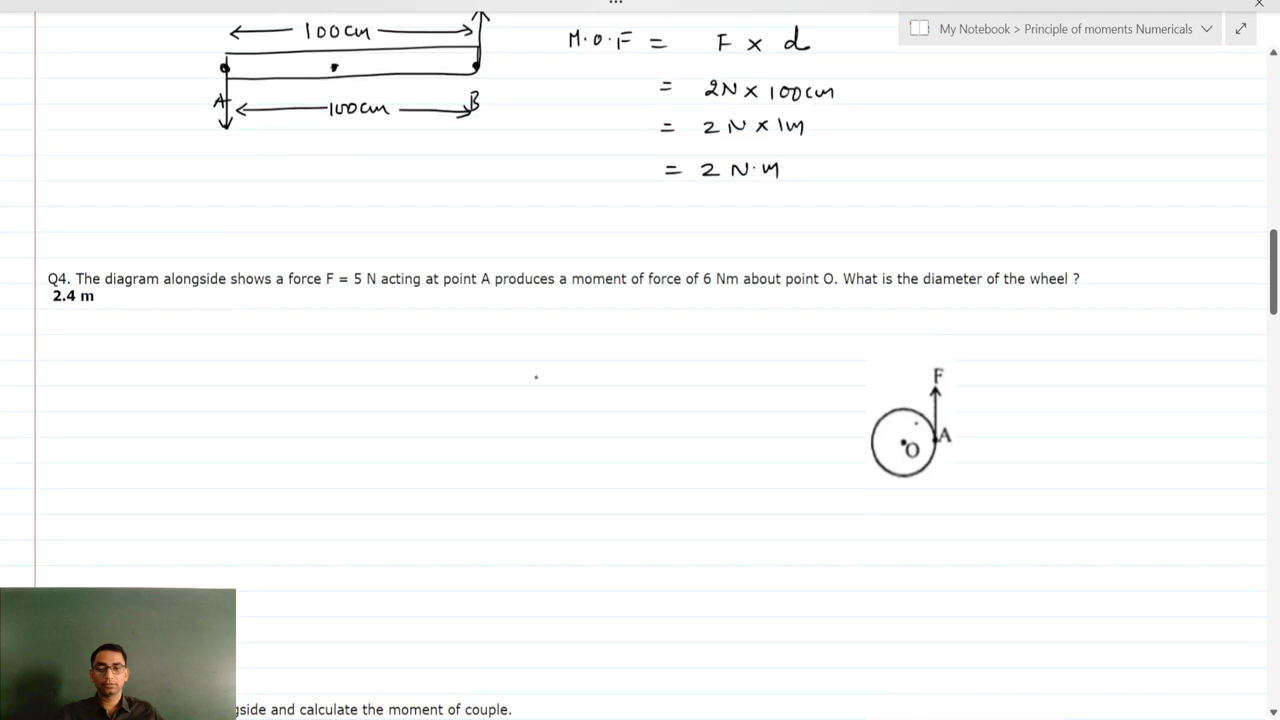 My Notebook > Principle of moments Numericals
100cm
M.O.F = F x d
= 2N x 100cm
A
B
100cm
= 2 N x 1M
= 2 N.M
Q4. The diagram alongside shows a force F = 5 N acting at point A produces a moment of force of 6 Nm about point O. What is the diameter of the wheel ?
2.4 m
F
A
O
gside and calculate the moment of couple.